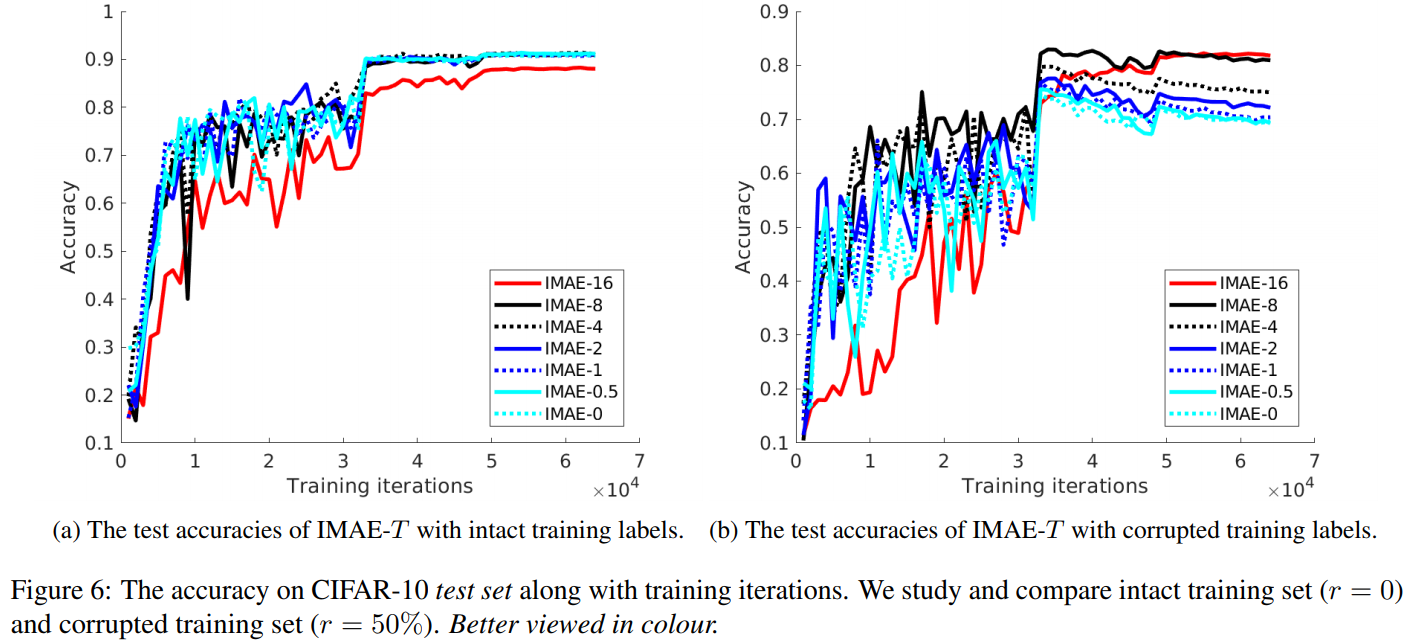 1
0.9
0.8
0.7
0.6
0.5
0.4
0.3
0.2
0.1
Accuracy
0 1 2 3 4 5 6 7
Training iterations
×10⁴
IMAE-16
IMAE-8
IMAE-4
IMAE-2
IMAE-1
IMAE-0.5
IMAE-0
(a) The test accuracies of IMAE-T with intact training labels.
0.9
0.8
0.7
0.6
0.5
0.4
0.3
0.2
0.1
Accuracy
0 1 2 3 4 5 6 7
Training iterations
×10⁴
IMAE-16
IMAE-8
IMAE-4
IMAE-2
IMAE-1
IMAE-0.5
IMAE-0
(b) The test accuracies of IMAE-T with corrupted training labels.
Figure 6: The accuracy on CIFAR-10 test set along with training iterations. We study and compare intact training set (r = 0)
and corrupted training set (r = 50%). Better viewed in colour.